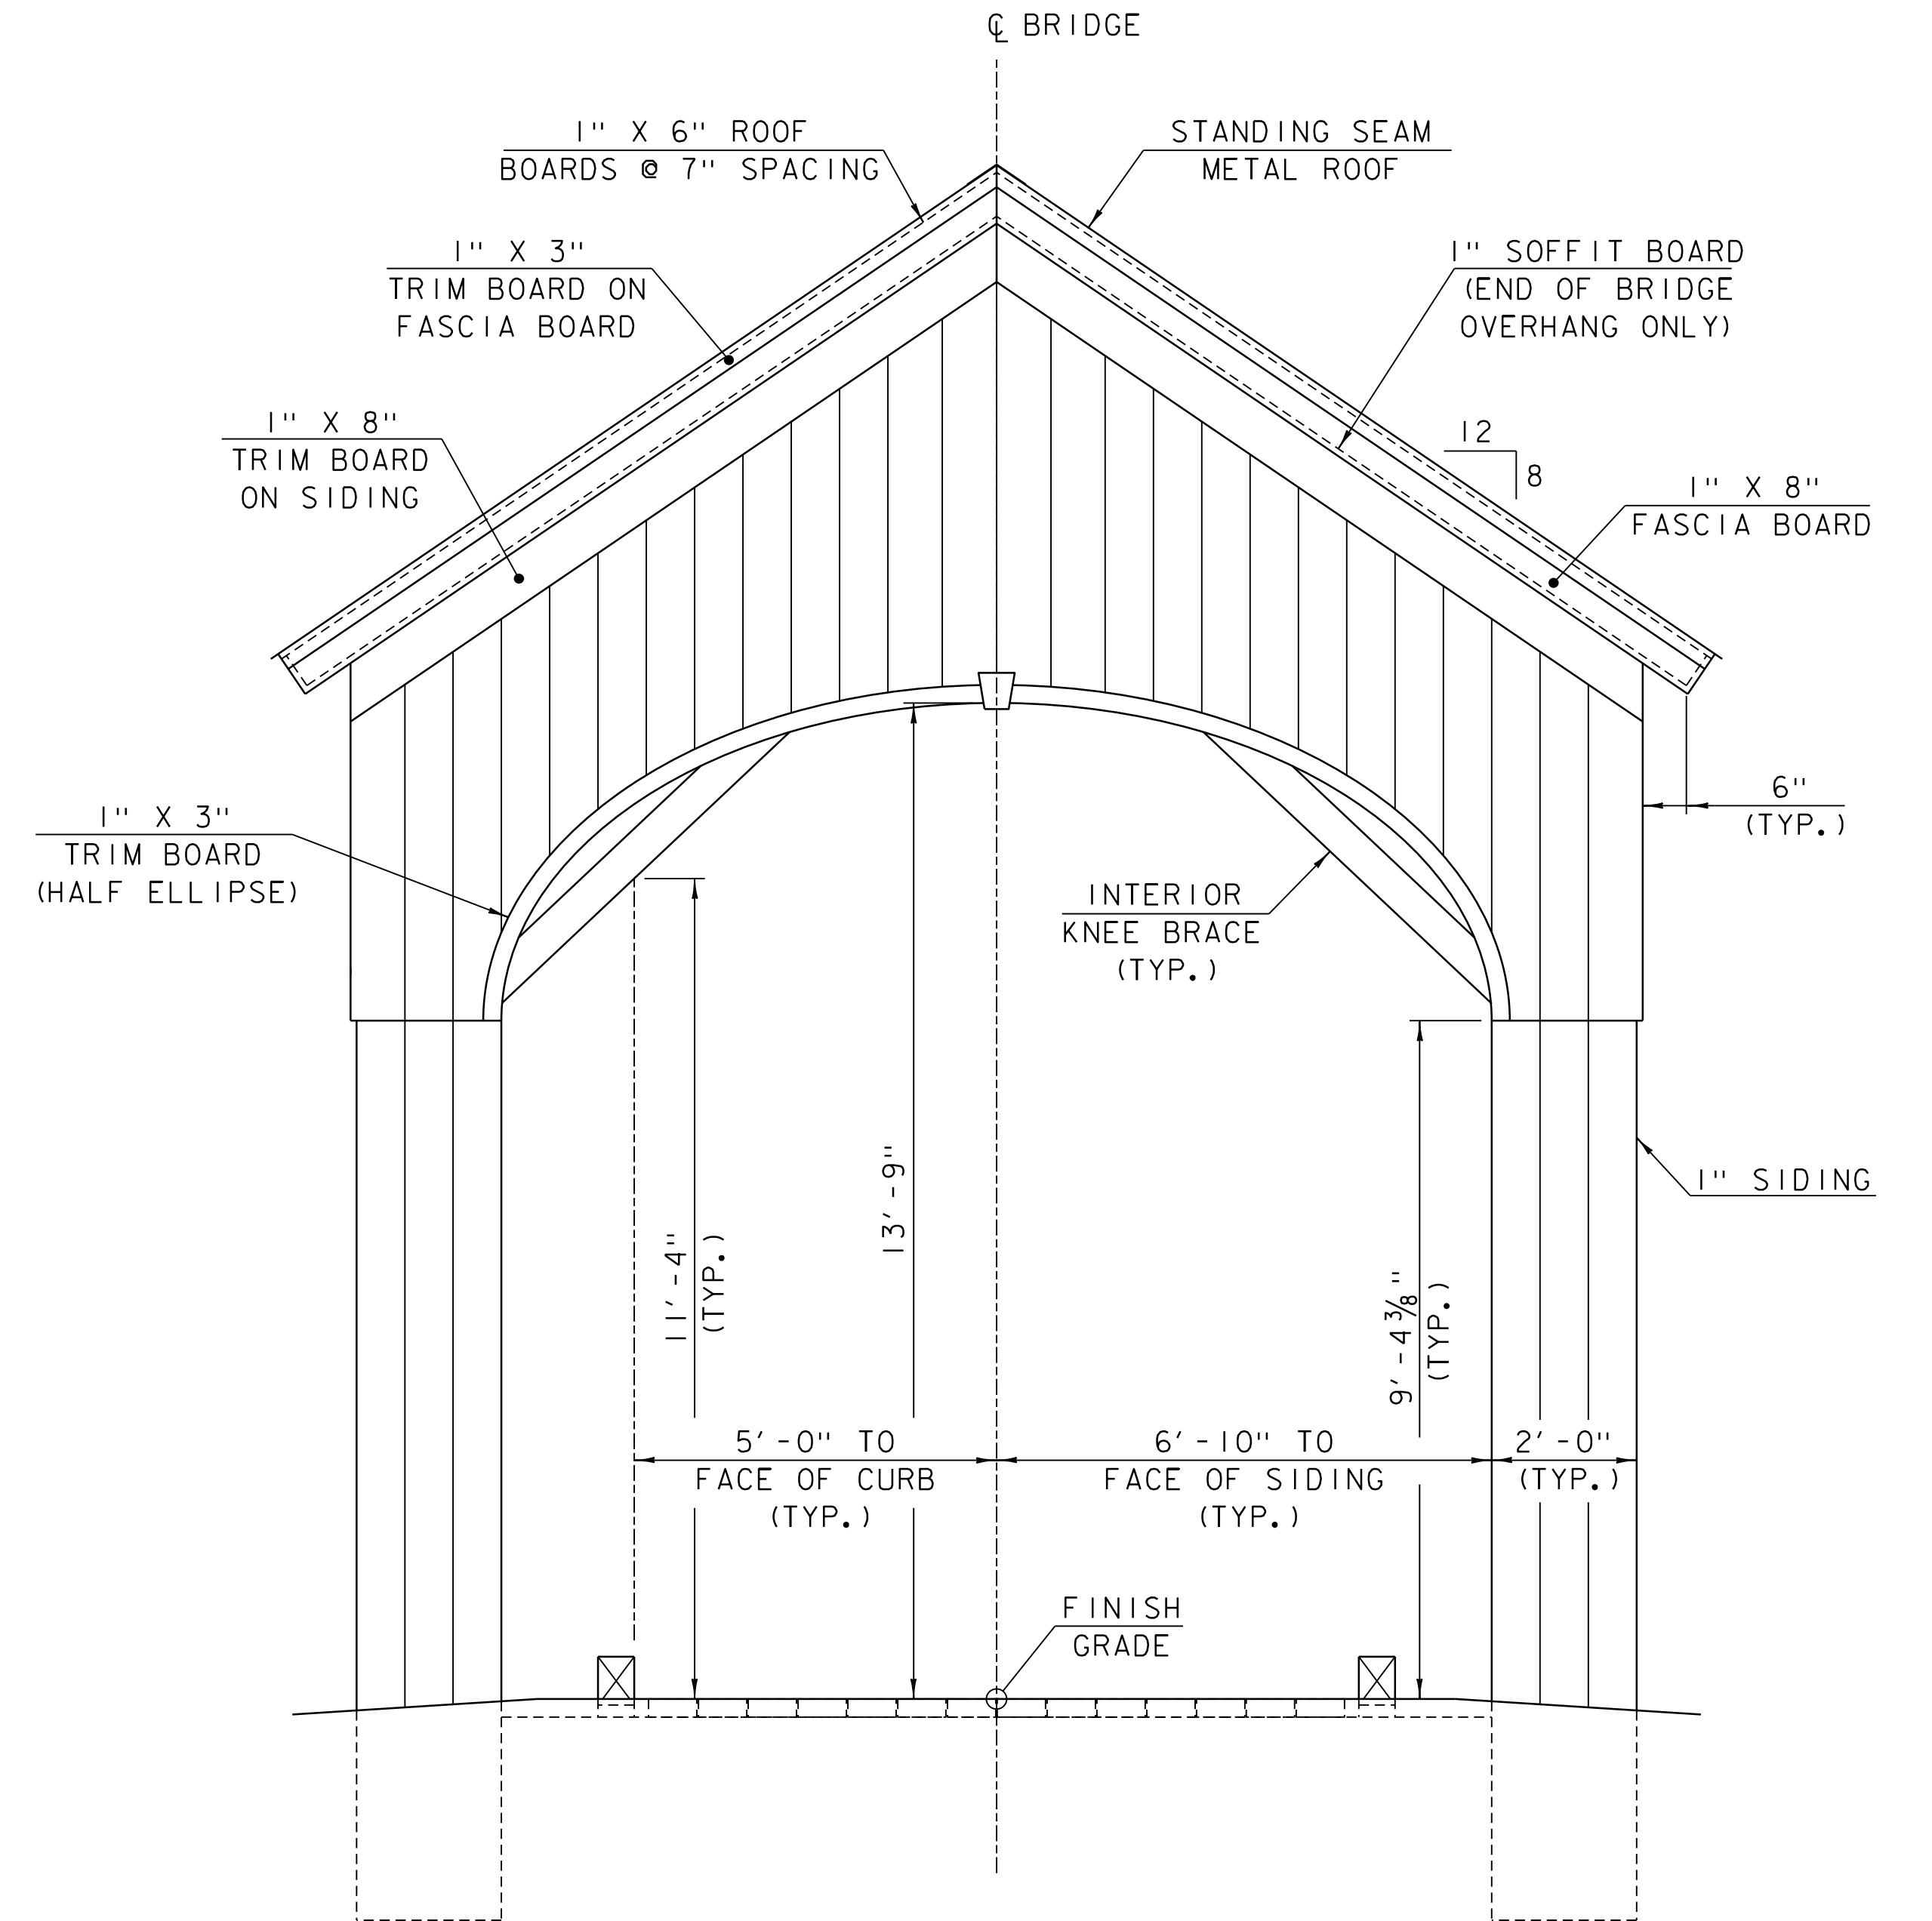 ℄ BRIDGE
1" X 6" ROOF
BOARDS @ 7" SPACING
STANDING SEAM
METAL ROOF
1" X 3"
TRIM BOARD ON
FASCIA BOARD
1" SOFFIT BOARD
(END OF BRIDGE
OVERHANG ONLY)
1" X 8"
TRIM BOARD
ON SIDING
12
8
1" X 8"
FASCIA BOARD
6"
(TYP.)
1" X 3"
TRIM BOARD
(HALF ELLIPSE)
INTERIOR
KNEE BRACE
(TYP.)
1" SIDING
11'-4"
(TYP.)
13'-9"
9'-4⅜"
(TYP.)
5'-0" TO
FACE OF CURB
(TYP.)
6'-10" TO
FACE OF SIDING
(TYP.)
2'-0"
(TYP.)
FINISH
GRADE